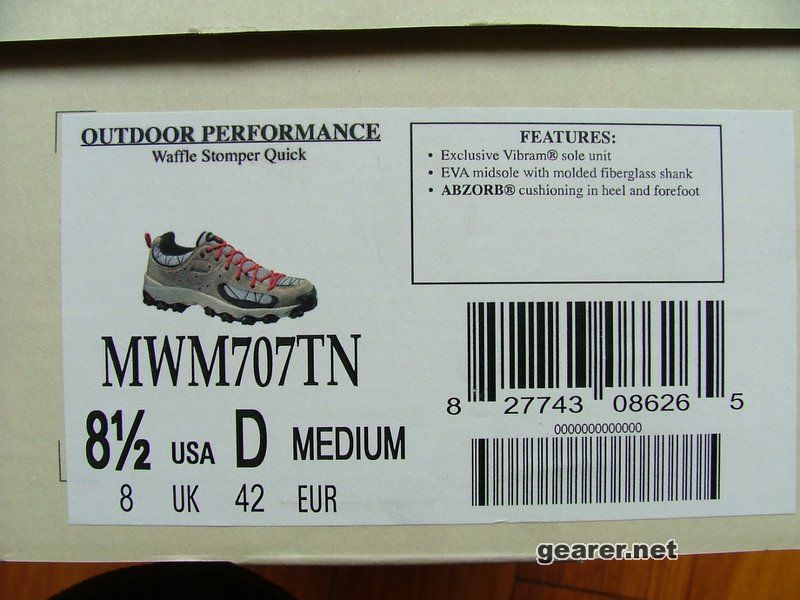 OUTDOOR PERFORMANCE
Waffle Stomper Quick
FEATURES:
• Exclusive Vibram® sole unit
• EVA midsole with molded fiberglass shank
• ABZORB® cushioning in heel and forefoot
MWM707TN
8½ USA D MEDIUM
8 UK 42 EUR
8 27743 08626 5
0000000000000
gearer.net